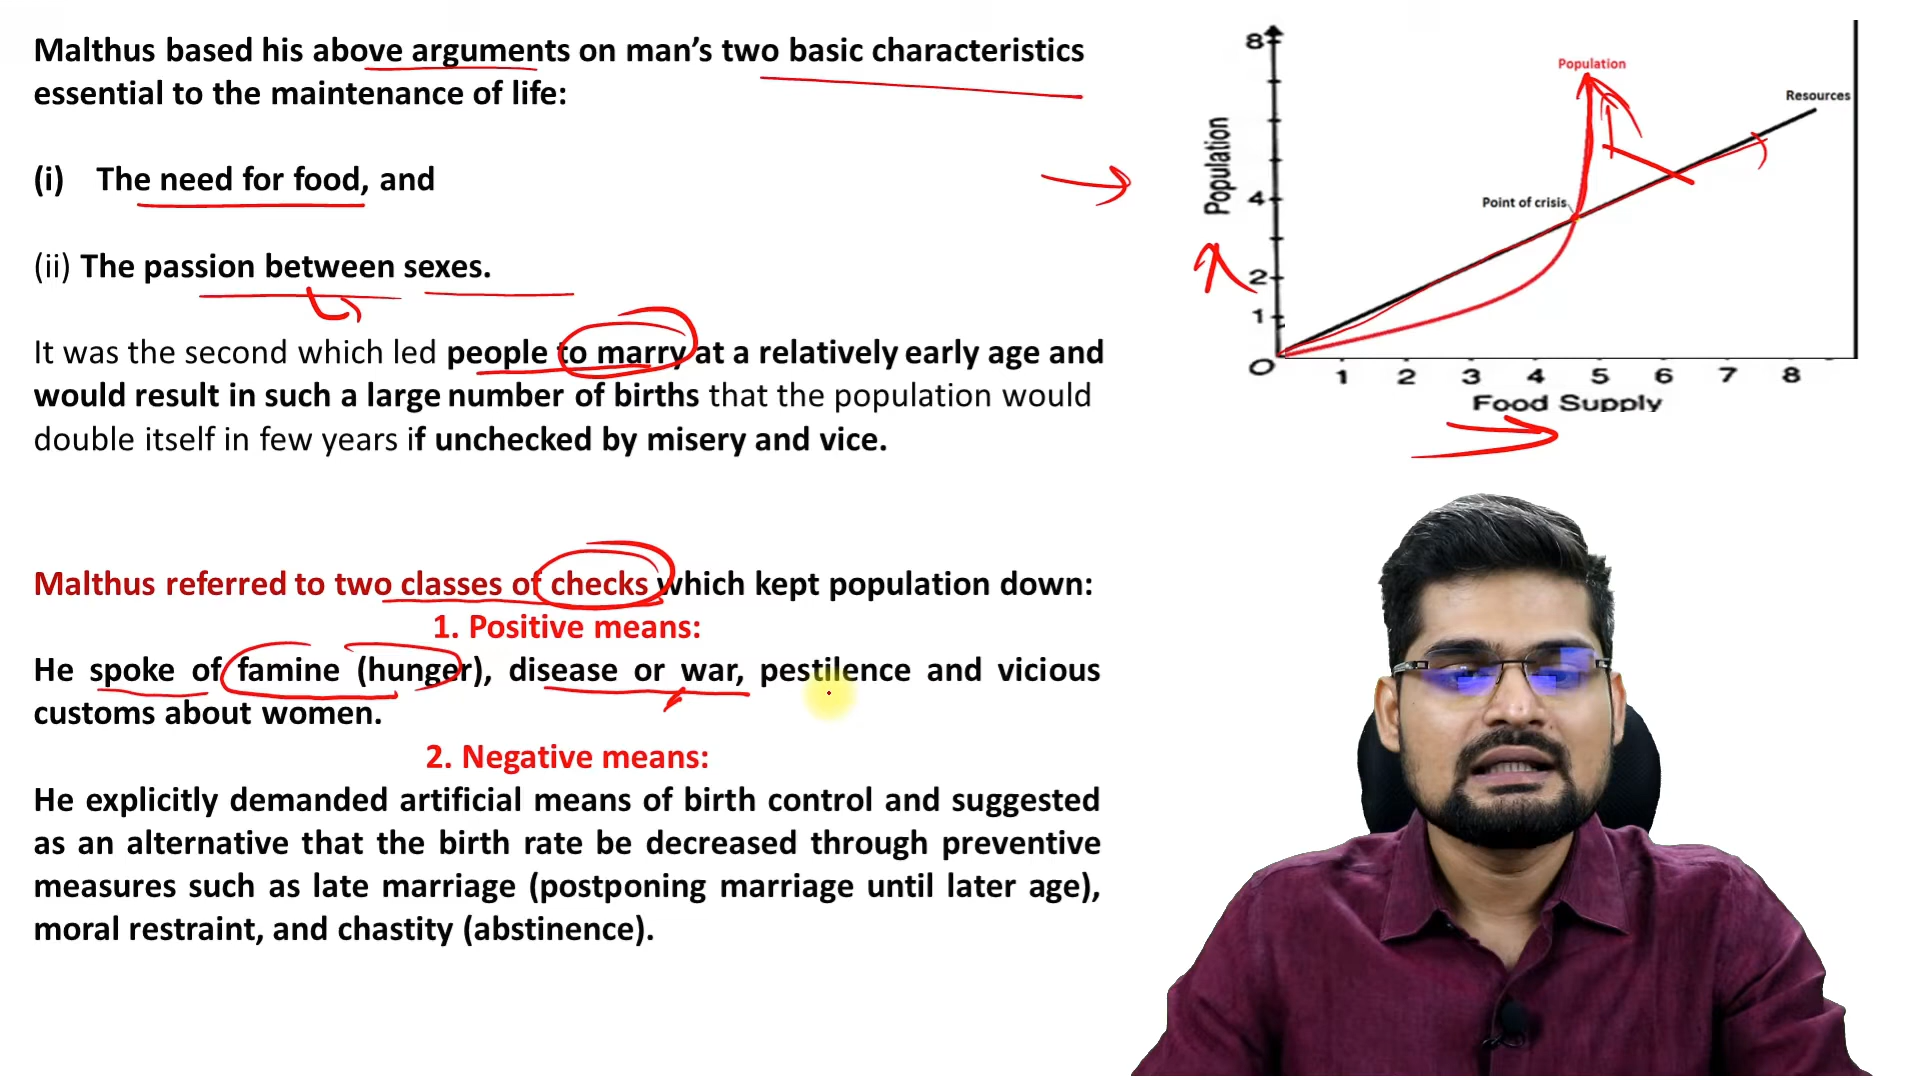 Malthus based his above arguments on man’s two basic characteristics
essential to the maintenance of life:
(i) The need for food, and
(ii) The passion between sexes.
It was the second which led people to marry at a relatively early age and
would result in such a large number of births that the population would
double itself in few years if unchecked by misery and vice.
Malthus referred to two classes of checks which kept population down:
1. Positive means:
He spoke of famine (hunger), disease or war, pestilence and vicious
customs about women.
2. Negative means:
He explicitly demanded artificial means of birth control and suggested
as an alternative that the birth rate be decreased through preventive
measures such as late marriage (postponing marriage until later age),
moral restraint, and chastity (abstinence).
8
Population
Resources
Population
4
Point of crisis
2
1
O
1 2 3 4 5 6 7 8
Food Supply